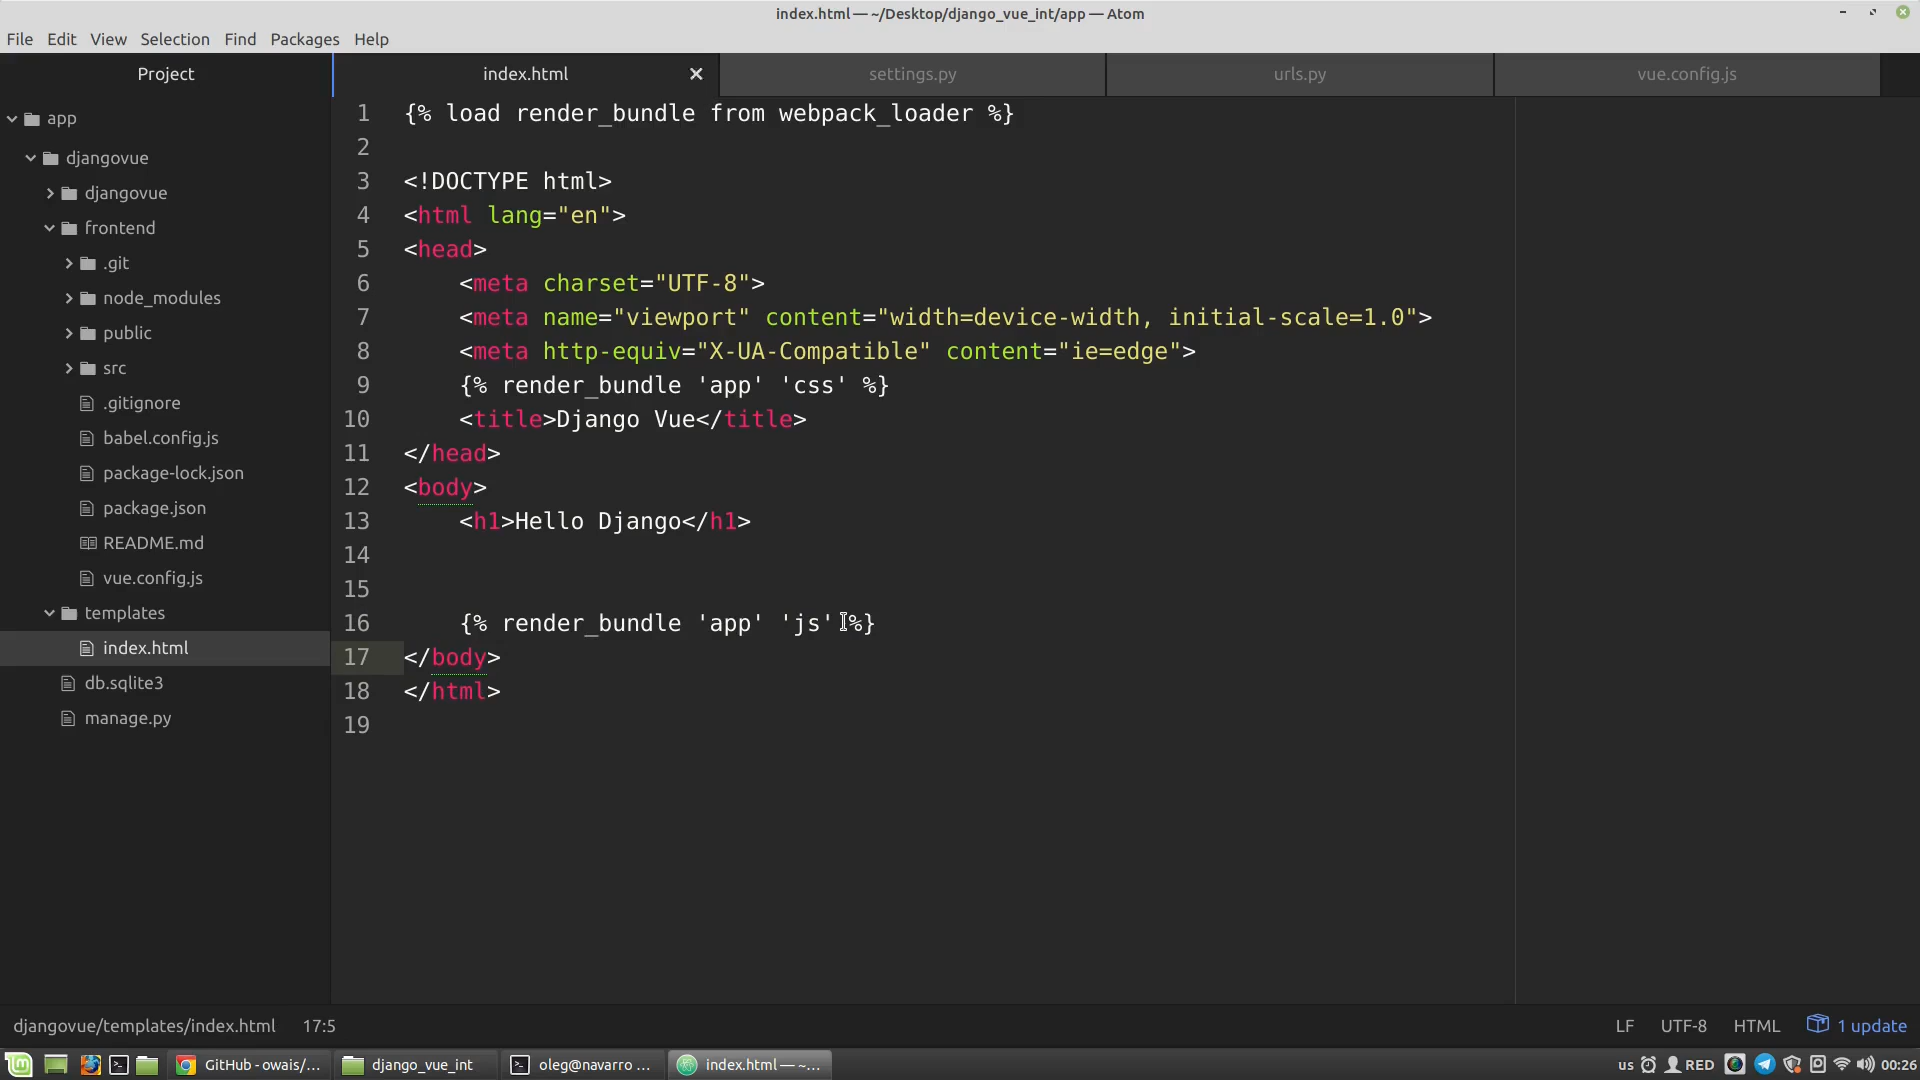 index.html — ~/Desktop/django_vue_int/app — Atom
File Edit View Selection Find Packages Help
Project
index.html
settings.py
urls.py
vue.config.js
app
djangovue
djangovue
frontend
.git
node_modules
public
src
.gitignore
babel.config.js
package-lock.json
package.json
README.md
vue.config.js
templates
index.html
db.sqlite3
manage.py
1 {% load render_bundle from webpack_loader %}
2
3 <!DOCTYPE html>
4 <html lang="en">
5 <head>
6 <meta charset="UTF-8">
7 <meta name="viewport" content="width=device-width, initial-scale=1.0">
8 <meta http-equiv="X-UA-Compatible" content="ie=edge">
9 {% render_bundle 'app' 'css' %}
10 <title>Django Vue</title>
11 </head>
12 <body>
13 <h1>Hello Django</h1>
14
15
16 {% render_bundle 'app' 'js' %}
17 </body>
18 </html>
19
djangovue/templates/index.html 17:5 LF UTF-8 HTML 1 update
GitHub - owais/... django_vue_int oleg@navarro ... index.html — ~... us RED 00:26